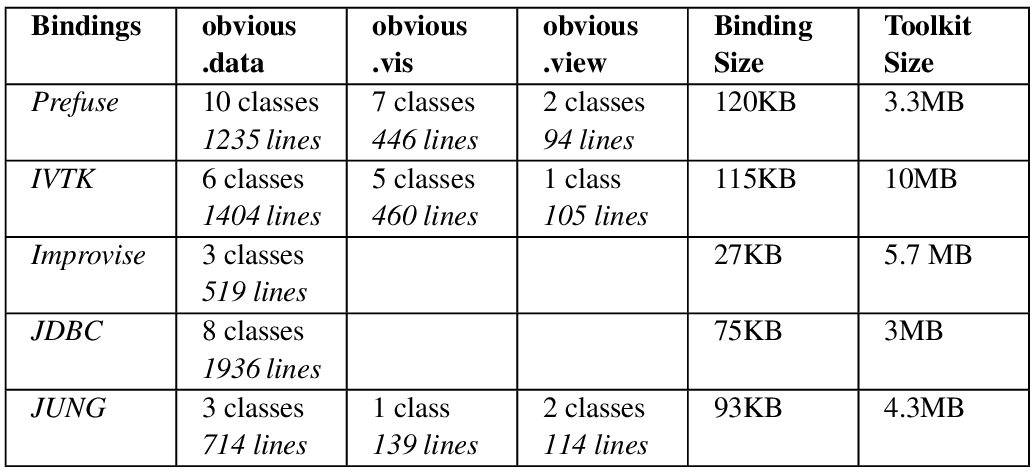 Bindings obvious obvious obvious Binding Toolkit
.data .vis .view Size Size
Prefuse 10 classes 7 classes 2 classes 120KB 3.3MB
1235 lines 446 lines 94 lines
IVTK 6 classes 5 classes 1 class 115KB 10MB
1404 lines 460 lines 105 lines
Improvise 3 classes 27KB 5.7 MB
519 lines
JDBC 8 classes 75KB 3MB
1936 lines
JUNG 3 classes 1 class 2 classes 93KB 4.3MB
714 lines 139 lines 114 lines